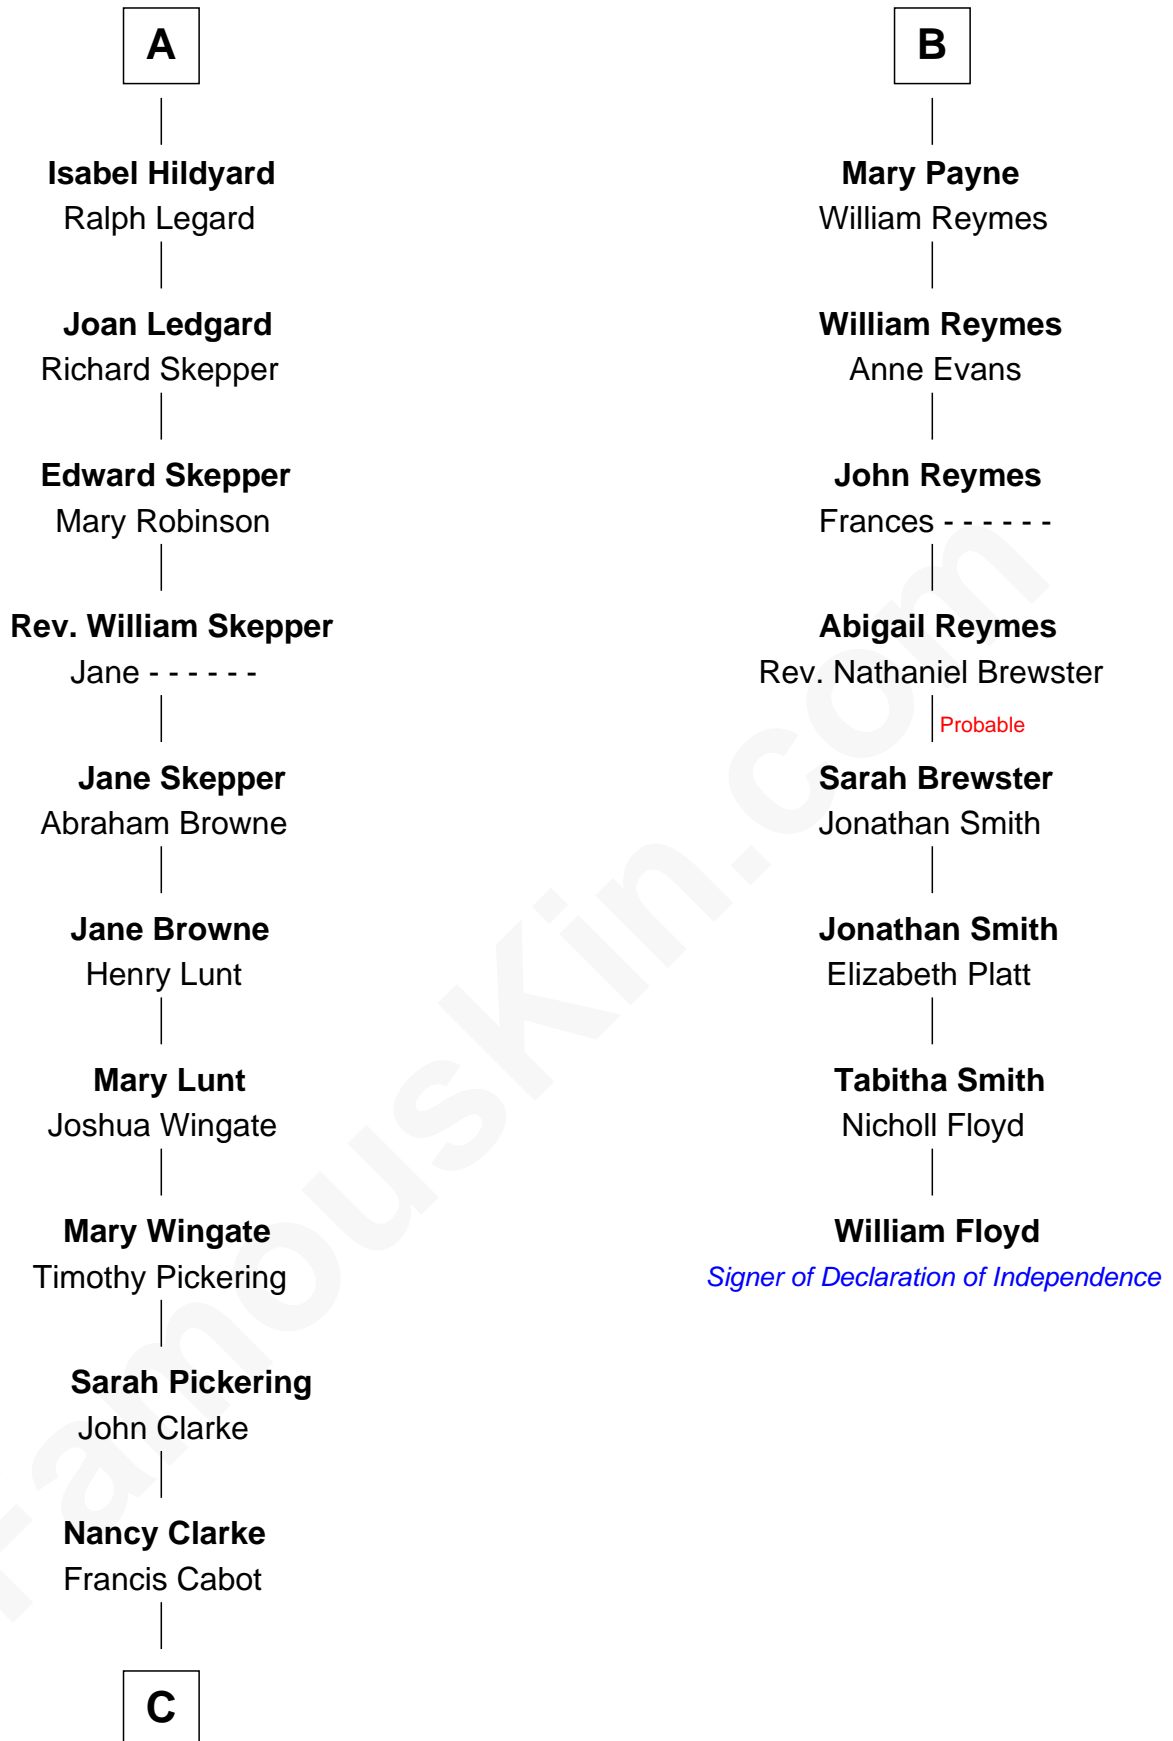 A
Isabel Hildyard
Ralph Legard
Joan Ledgard
Richard Skepper
Edward Skepper
Mary Robinson
Rev. William Skepper
Jane - - - - - -
Jane Skepper
Abraham Browne
Jane Browne
Henry Lunt
Mary Lunt
Joshua Wingate
Mary Wingate
Timothy Pickering
Sarah Pickering
John Clarke
Nancy Clarke
Francis Cabot
C
B
Mary Payne
William Reymes
William Reymes
Anne Evans
John Reymes
Frances - - - - - -
Abigail Reymes
Rev. Nathaniel Brewster
Probable
Sarah Brewster
Jonathan Smith
Jonathan Smith
Elizabeth Platt
Tabitha Smith
Nicholl Floyd
William Floyd
Signer of Declaration of Independence
FamousKin.com